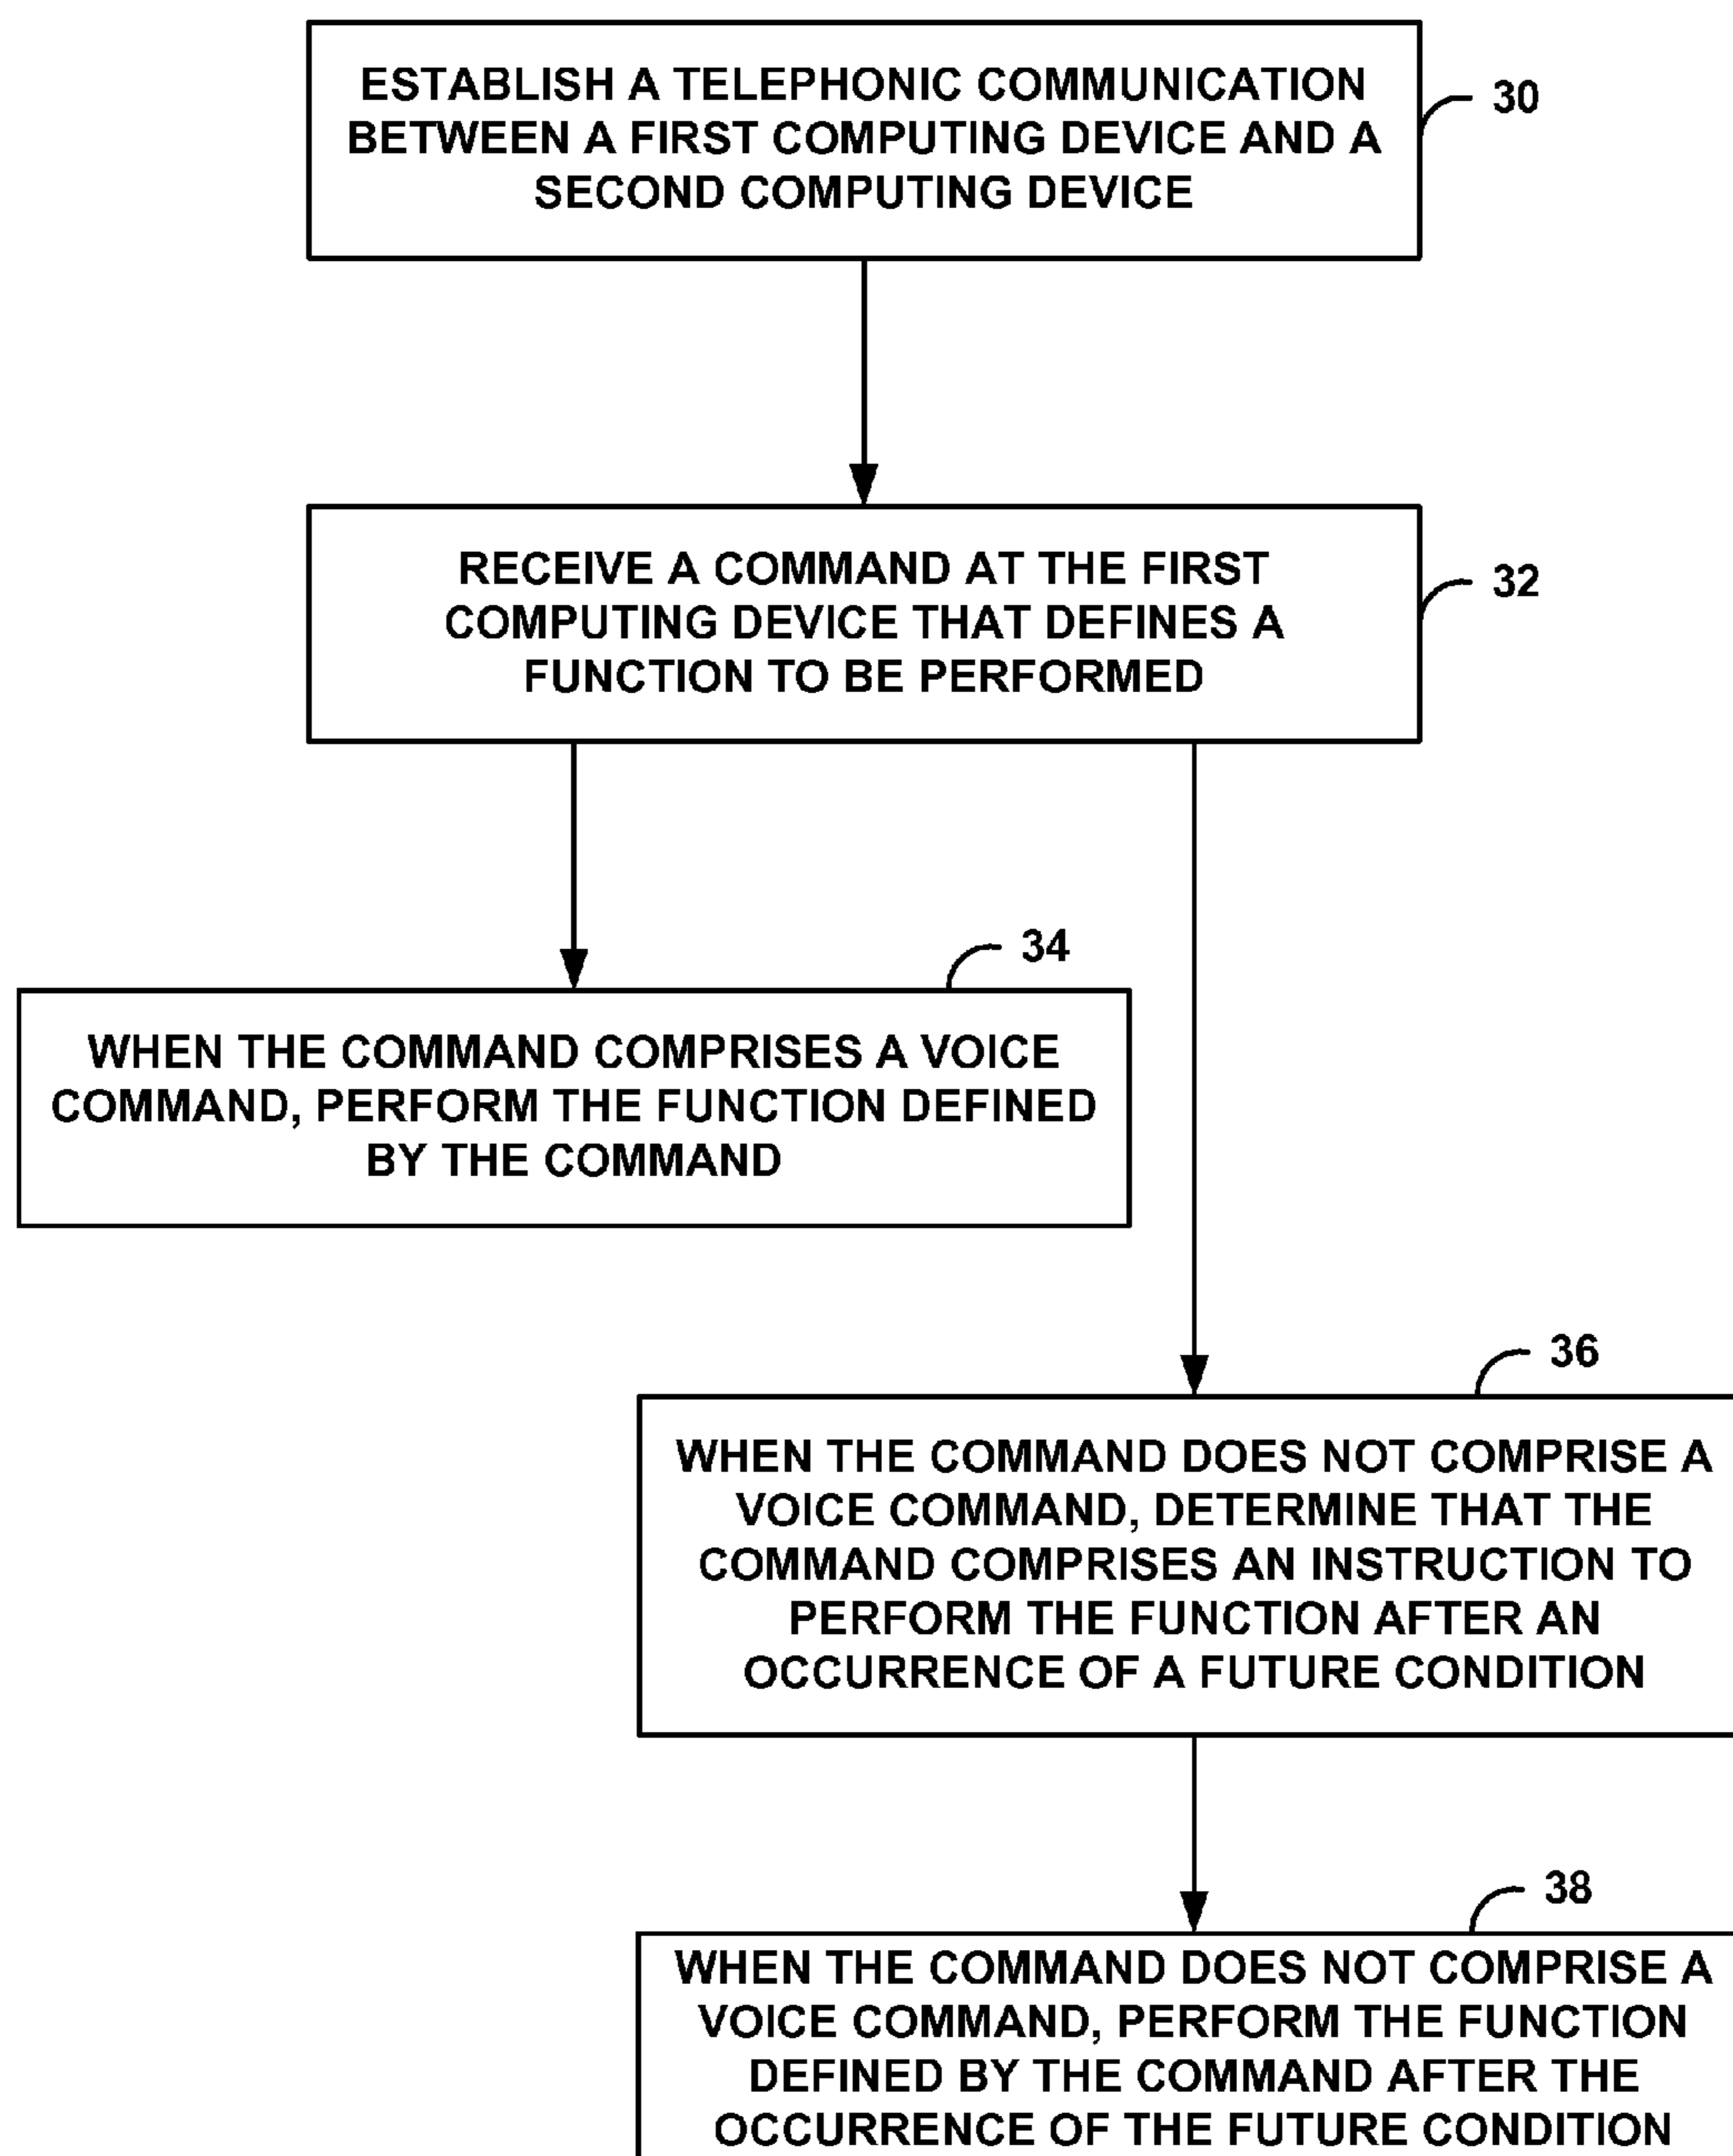 ESTABLISH A TELEPHONIC COMMUNICATION
BETWEEN A FIRST COMPUTING DEVICE AND A
SECOND COMPUTING DEVICE
30
RECEIVE A COMMAND AT THE FIRST
COMPUTING DEVICE THAT DEFINES A
FUNCTION TO BE PERFORMED
32
34
WHEN THE COMMAND COMPRISES A VOICE
COMMAND, PERFORM THE FUNCTION DEFINED
BY THE COMMAND
36
WHEN THE COMMAND DOES NOT COMPRISE A
VOICE COMMAND, DETERMINE THAT THE
COMMAND COMPRISES AN INSTRUCTION TO
PERFORM THE FUNCTION AFTER AN
OCCURRENCE OF A FUTURE CONDITION
38
WHEN THE COMMAND DOES NOT COMPRISE A
VOICE COMMAND, PERFORM THE FUNCTION
DEFINED BY THE COMMAND AFTER THE
OCCURRENCE OF THE FUTURE CONDITION